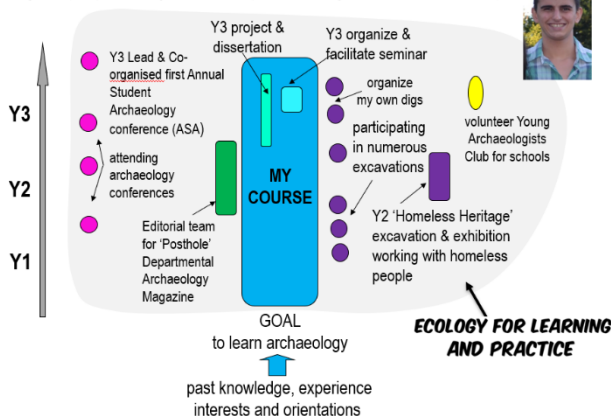 Y3 project &
dissertation
Y3 organize &
facilitate seminar
Y3 Lead & Co-
organised first Annual
Student
Archaeology
conference (ASA)
attending
archaeology
conferences
Y3
Y2
Y1
Editorial team
for 'Posthole'
Departmental
Archaeology
Magazine
MY
COURSE
organize
my own digs
participating
in numerous
excavations
volunteer Young
Archaeologists
Club for schools
Y2 'Homeless Heritage'
excavation & exhibition
working with homeless
people
GOAL
to learn archaeology
past knowledge, experience
interests and orientations
ECOLOGY FOR LEARNING
AND PRACTICE